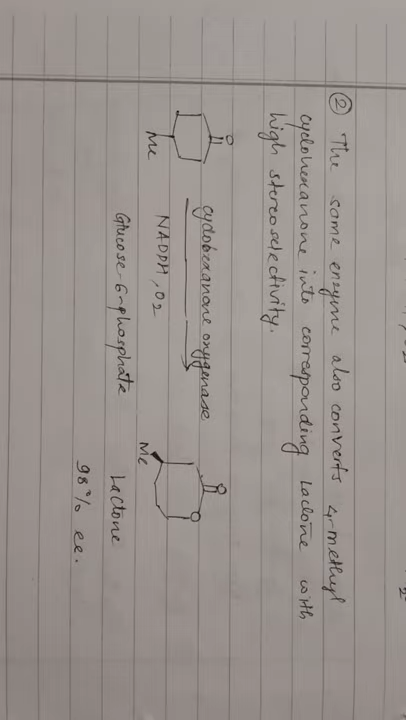 ② The same enzyme also converts 4-methyl
cyclohexanone into corresponding lactone with
high stereoselectivity.
O
Me
cyclohexanone oxygenase
NADPH, O2
Glucose-6-phosphate
O
O
Me
Lactone
98% ee.